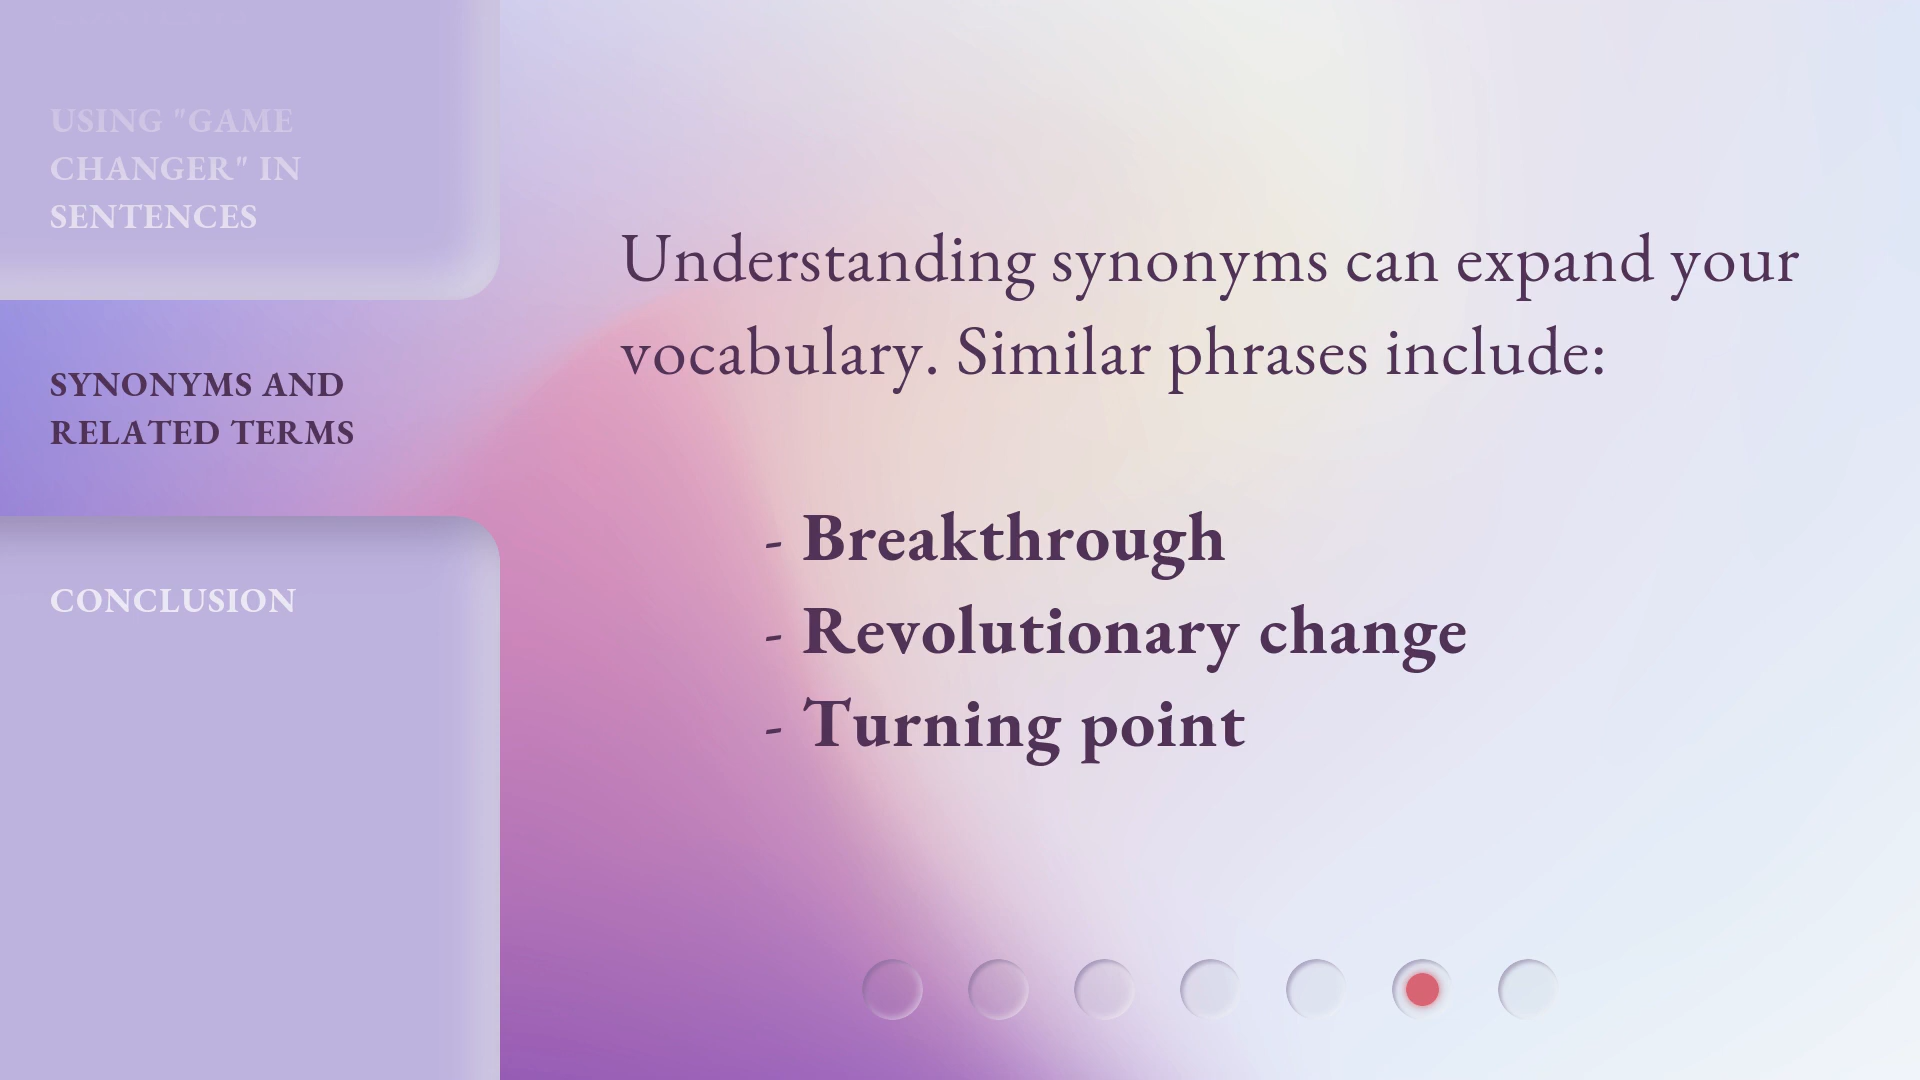 USING "GAME
CHANGER" IN
SENTENCES
SYNONYMS AND
RELATED TERMS
CONCLUSION
Understanding synonyms can expand your
vocabulary. Similar phrases include:
- Breakthrough
- Revolutionary change
- Turning point